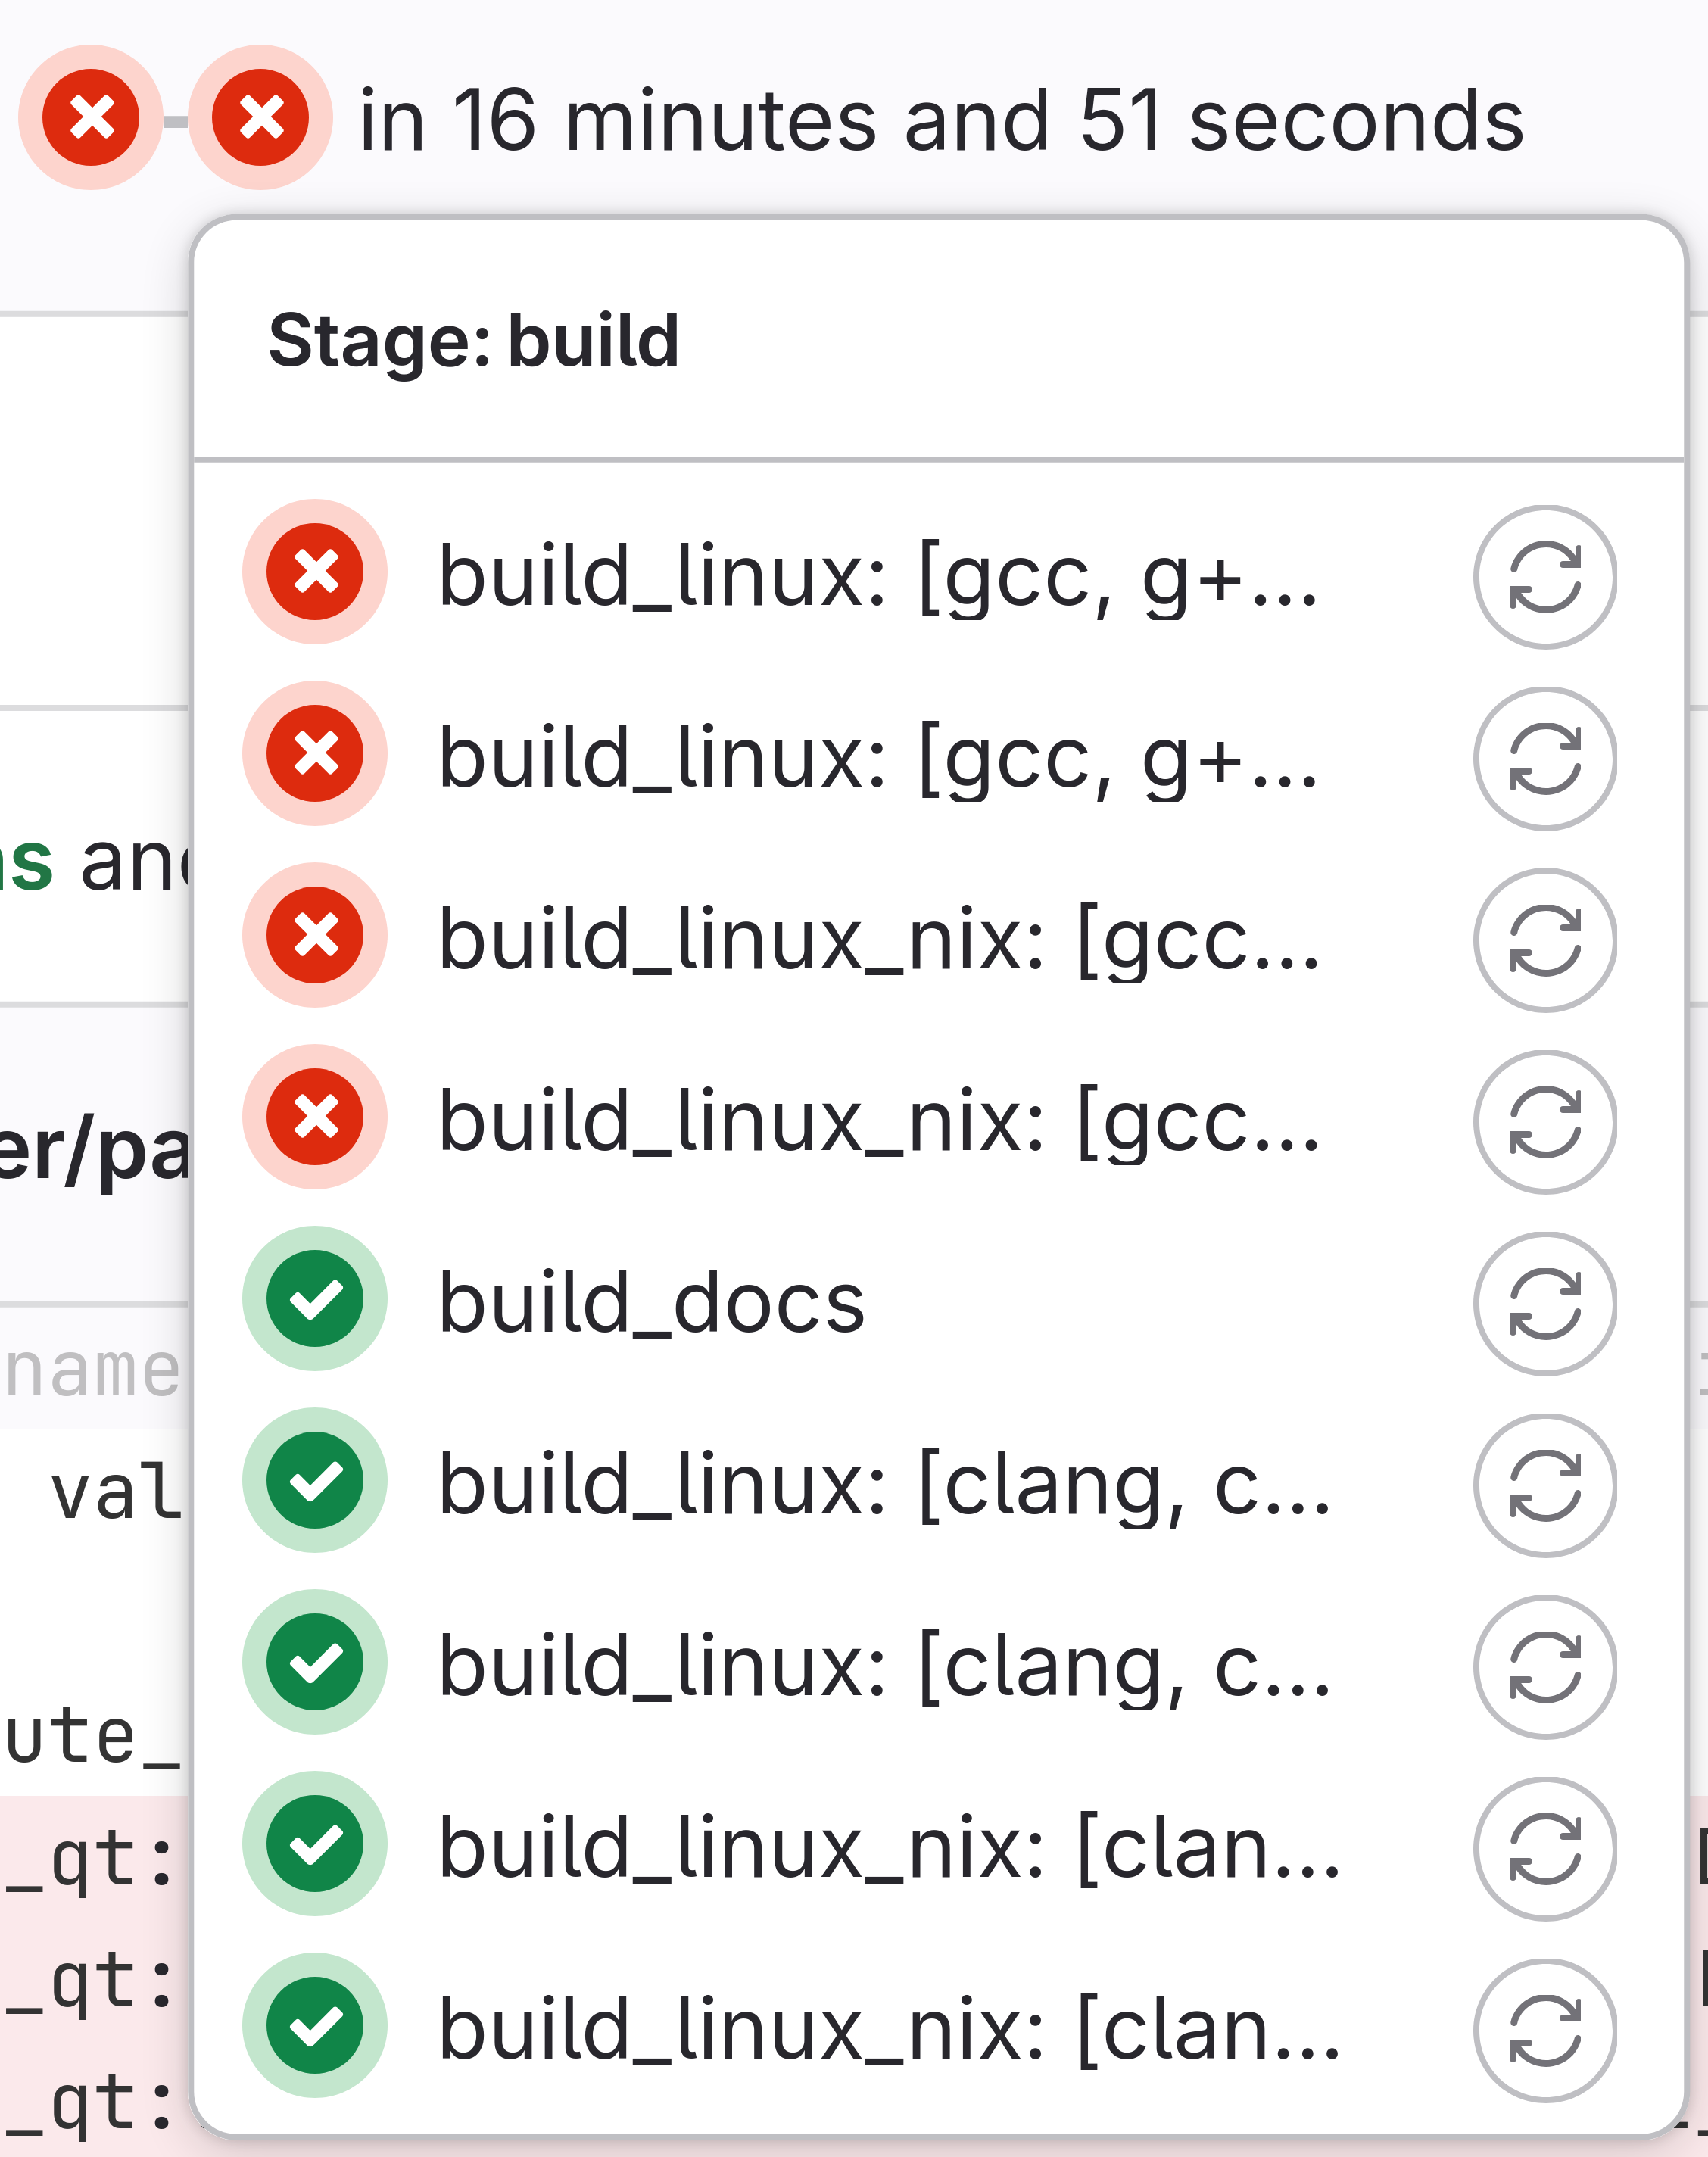 in 16 minutes and 51 seconds
Stage: build
build_linux: [gcc, g+...
build_linux: [gcc, g+...
s and
build_linux_nix: [gcc...
er/pa
build_linux_nix: [gcc...
build_docs
name
val
build_linux: [clang, c...
build_linux: [clang, c...
ute_
_qt:
build_linux_nix: [clan...
_qt:
build_linux_nix: [clan...
_qt: